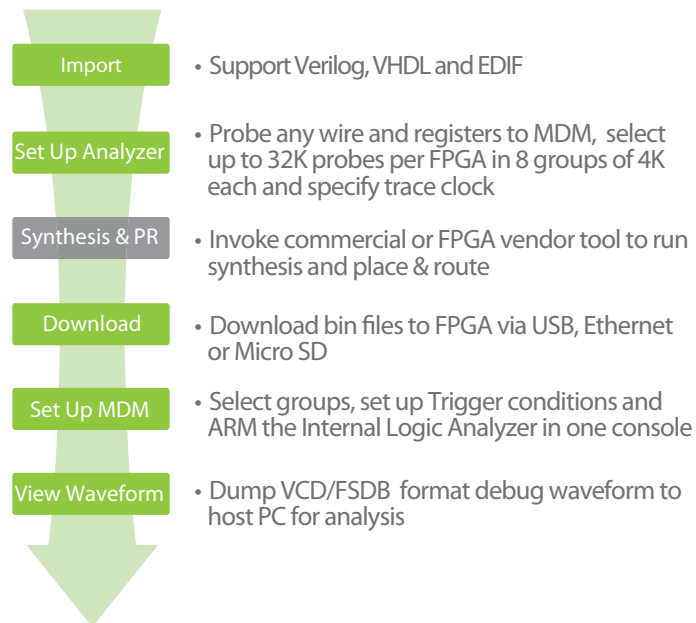 Import
• Support Verilog, VHDL and EDIF
Set Up Analyzer
• Probe any wire and registers to MDM, select
up to 32K probes per FPGA in 8 groups of 4K
each and specify trace clock
Synthesis & PR
• Invoke commercial or FPGA vendor tool to run
synthesis and place & route
Download
• Download bin files to FPGA via USB, Ethernet
or Micro SD
Set Up MDM
• Select groups, set up Trigger conditions and
ARM the Internal Logic Analyzer in one console
View Waveform
• Dump VCD/FSDB format debug waveform to
host PC for analysis